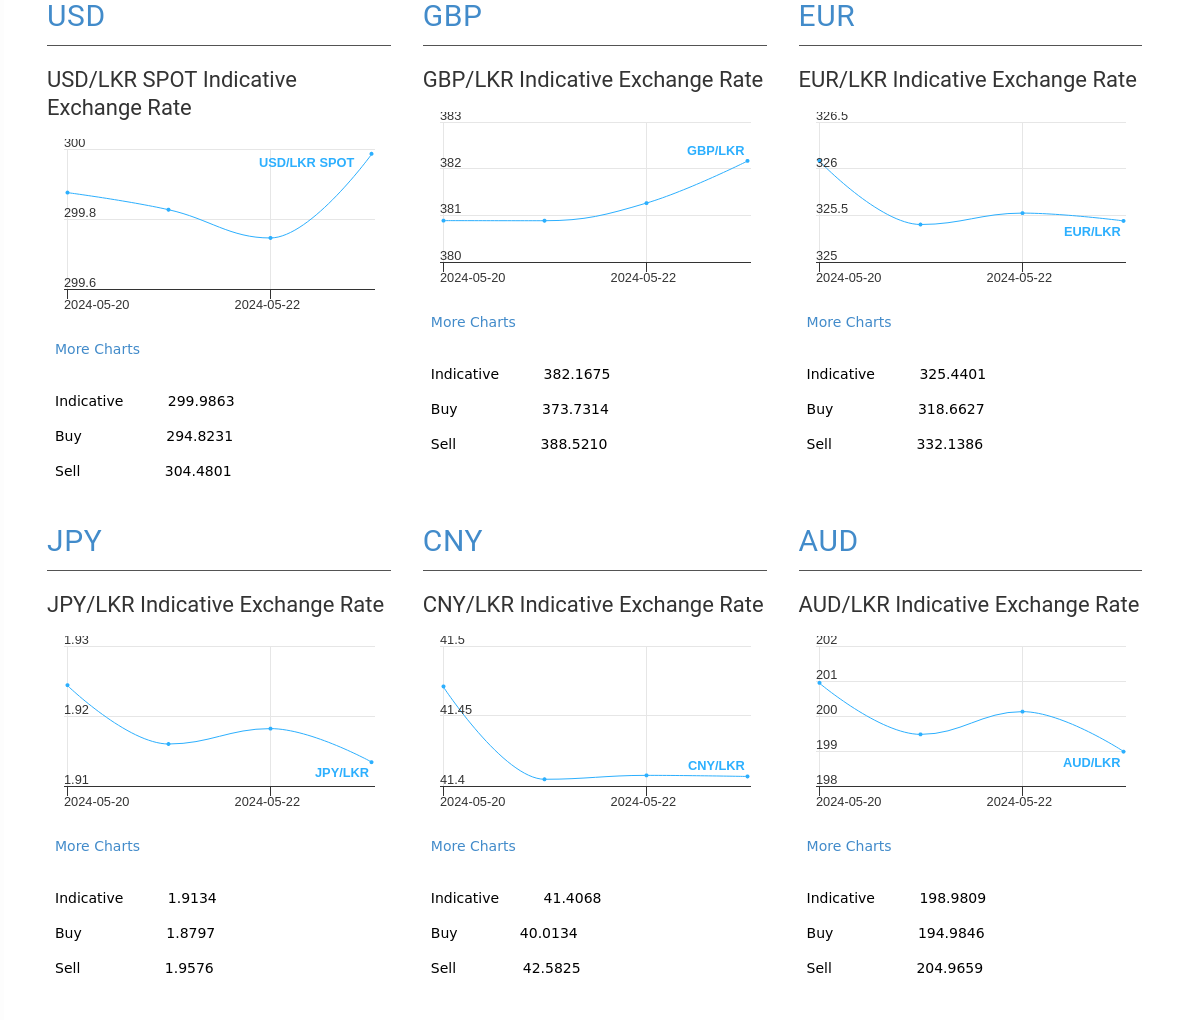 USD
USD/LKR SPOT Indicative
Exchange Rate
300
USD/LKR SPOT
299.8
299.6
2024-05-20 2024-05-22
More Charts
Indicative 299.9863
Buy 294.8231
Sell 304.4801
GBP
GBP/LKR Indicative Exchange Rate
383
GBP/LKR
382
381
380
2024-05-20 2024-05-22
More Charts
Indicative 382.1675
Buy 373.7314
Sell 388.5210
EUR
EUR/LKR Indicative Exchange Rate
326.5
326
325.5
EUR/LKR
325
2024-05-20 2024-05-22
More Charts
Indicative 325.4401
Buy 318.6627
Sell 332.1386
JPY
JPY/LKR Indicative Exchange Rate
1.93
1.92
JPY/LKR
1.91
2024-05-20 2024-05-22
More Charts
Indicative 1.9134
Buy 1.8797
Sell 1.9576
CNY
CNY/LKR Indicative Exchange Rate
41.5
41.45
CNY/LKR
41.4
2024-05-20 2024-05-22
More Charts
Indicative 41.4068
Buy 40.0134
Sell 42.5825
AUD
AUD/LKR Indicative Exchange Rate
202
201
200
199
AUD/LKR
198
2024-05-20 2024-05-22
More Charts
Indicative 198.9809
Buy 194.9846
Sell 204.9659